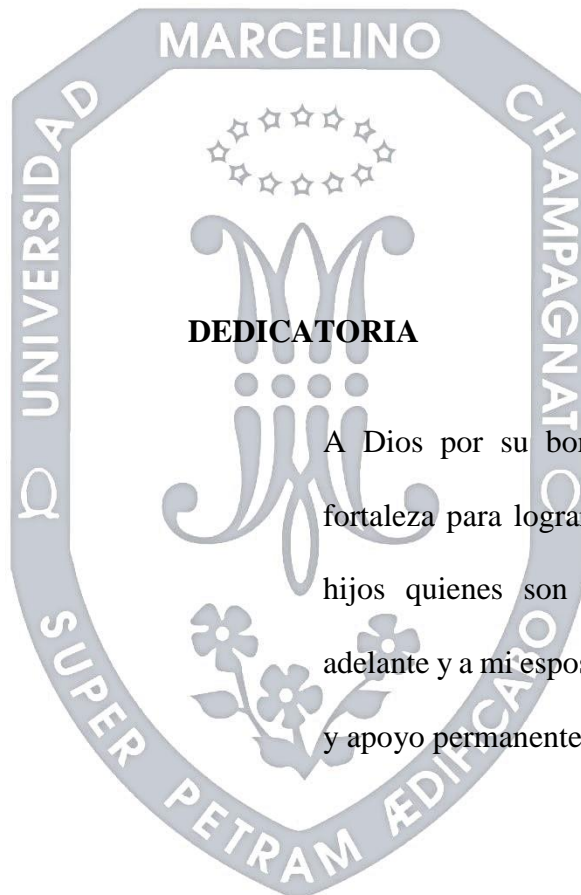 UNIVERSIDAD MARCELINO CHAMPAGNAT
SUPER PETRAM ÆDIFICABO
DEDICATORIA
A Dios por su
fortaleza para
hijos quienes son
adelante y a mi
y apoyo permanente